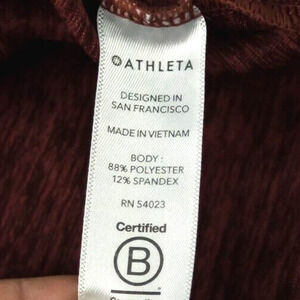 ATHLETA
DESIGNED IN
SAN FRANCISCO
MADE IN VIETNAM
BODY :
88% POLYESTER
12% SPANDEX
RN 54023
Certified
B